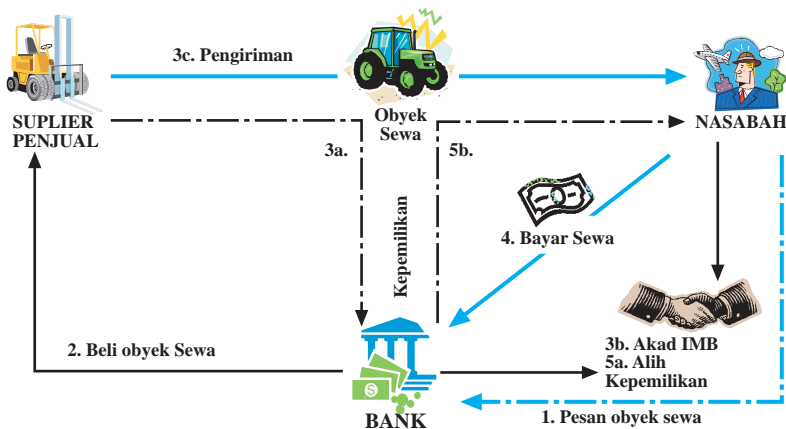 3c. Pengiriman
SUPLIER
PENJUAL
Obyek
Sewa
NASABAH
3a.
5b.
Kepemilikan
4. Bayar Sewa
2. Beli obyek Sewa
3b. Akad IMB
5a. Alih
Kepemilikan
$
BANK
1. Pesan obyek sewa